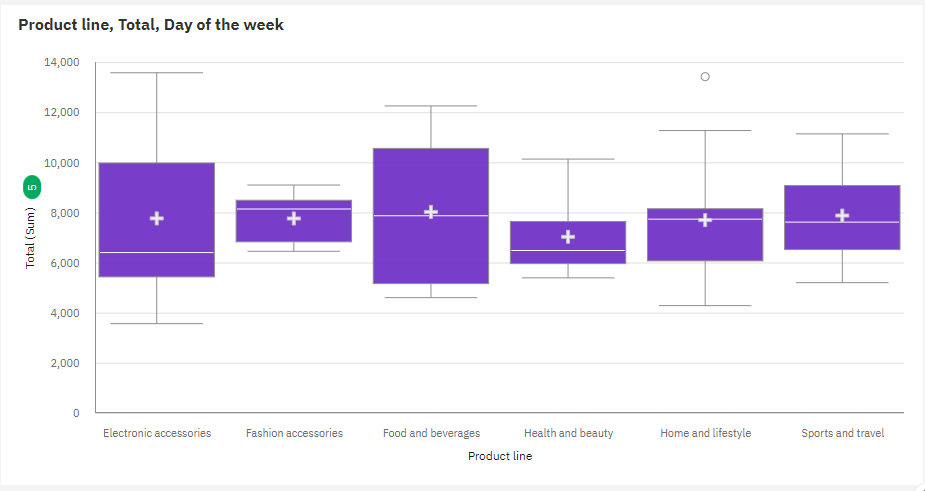 Product line, Total, Day of the week
14,000
12,000
10,000
8,000
6,000
4,000
2,000
0
Total (Sum)
5
Electronic accessories
Fashion accessories
Food and beverages
Health and beauty
Home and lifestyle
Sports and travel
Product line